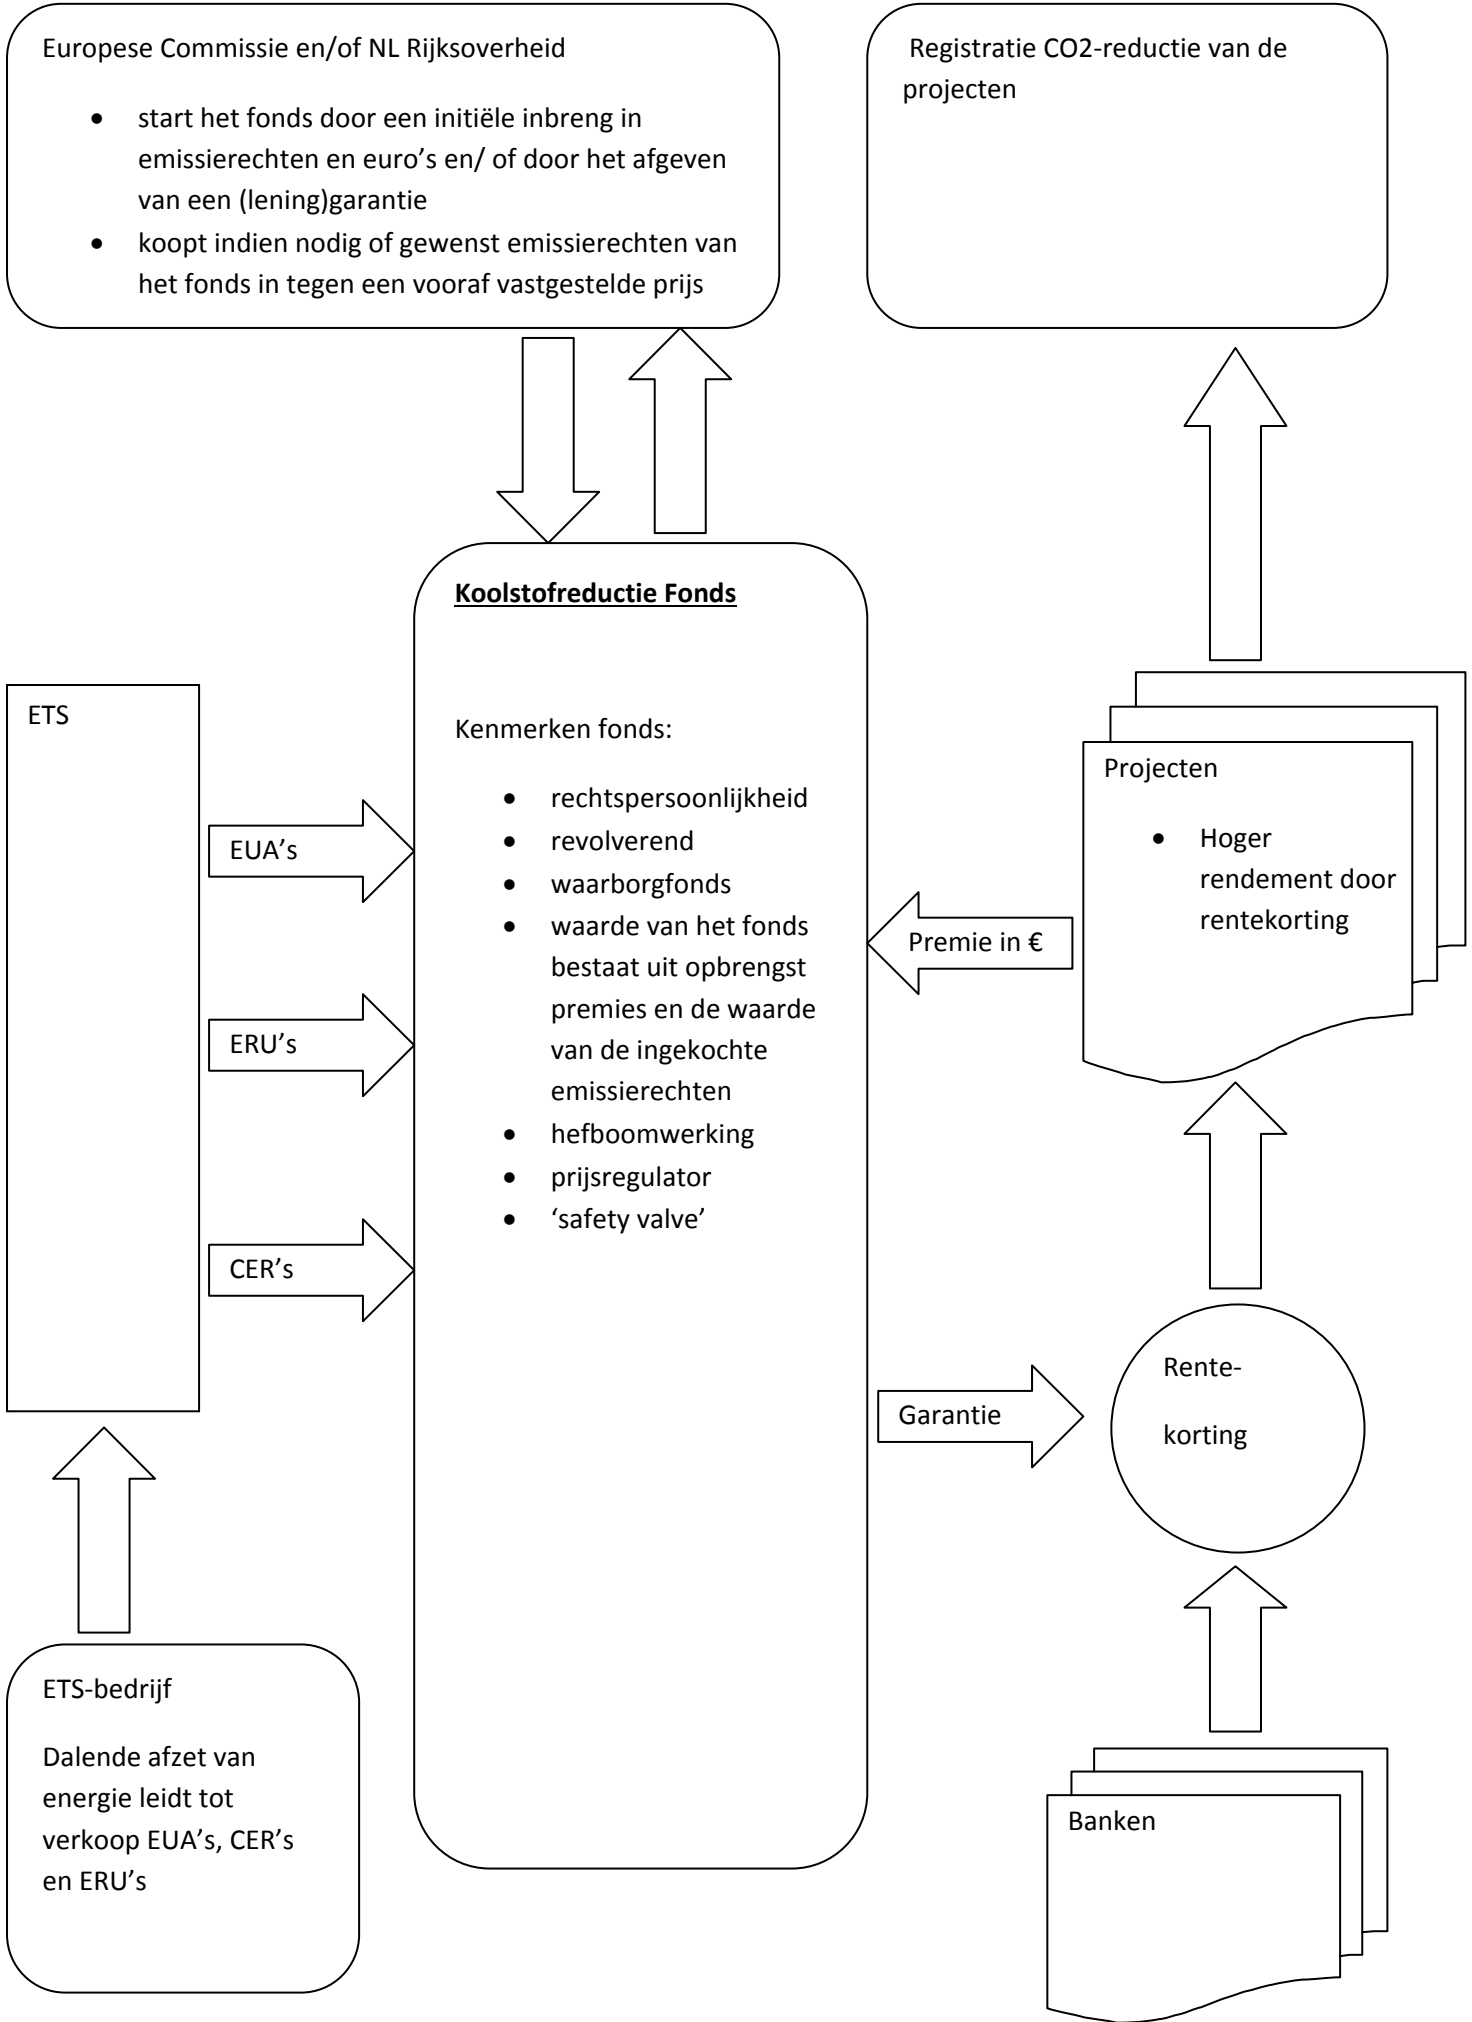 Europese Commissie en/of NL Rijksoverheid
• start het fonds door een initiële inbreng in
emissierechten en euro’s en/ of door het afgeven
van een (lening)garantie
• koopt indien nodig of gewenst emissierechten van
het fonds in tegen een vooraf vastgestelde prijs
Registratie CO2-reductie van de
projecten
Koolstofreductie Fonds
Kenmerken fonds:
• rechtspersoonlijkheid
• revolverend
• waarborgfonds
• waarde van het fonds
bestaat uit opbrengst
premies en de waarde
van de ingekochte
emissierechten
• hefboomwerking
• prijsregulator
• ‘safety valve’
ETS
EUA’s
ERU’s
CER’s
Projecten
• Hoger
rendement door
rentekorting
Premie in €
Garantie
Rente-
korting
ETS-bedrijf
Dalende afzet van
energie leidt tot
verkoop EUA’s, CER’s
en ERU’s
Banken